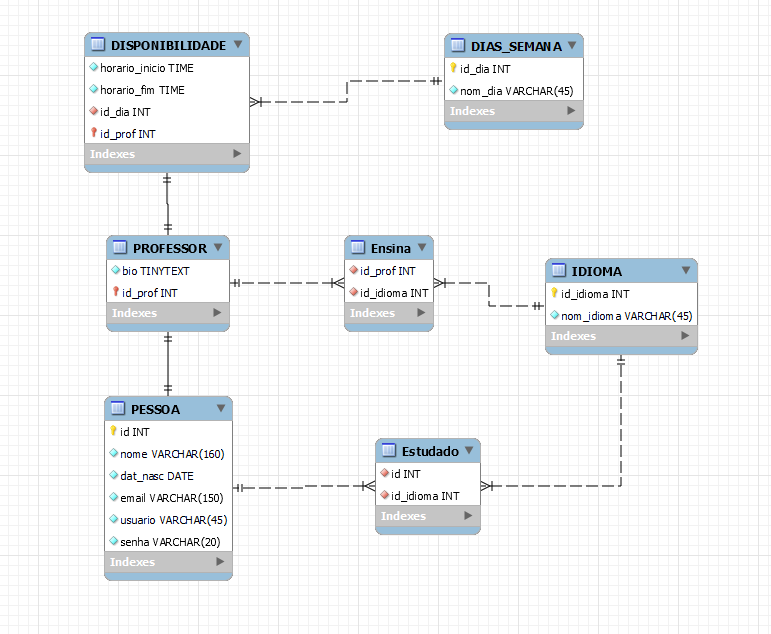 DISPONIBILIDADE
horario_inicio TIME
horario_fim TIME
id_dia INT
id_prof INT
Indexes
DIAS_SEMANA
id_dia INT
nom_dia VARCHAR(45)
Indexes
PROFESSOR
bio TINYTEXT
id_prof INT
Indexes
Ensina
id_prof INT
id_idioma INT
Indexes
IDIOMA
id_idioma INT
nom_idioma VARCHAR(45)
Indexes
PESSOA
id INT
nome VARCHAR(160)
dat_nasc DATE
email VARCHAR(150)
usuario VARCHAR(45)
senha VARCHAR(20)
Indexes
Estudado
id INT
id_idioma INT
Indexes